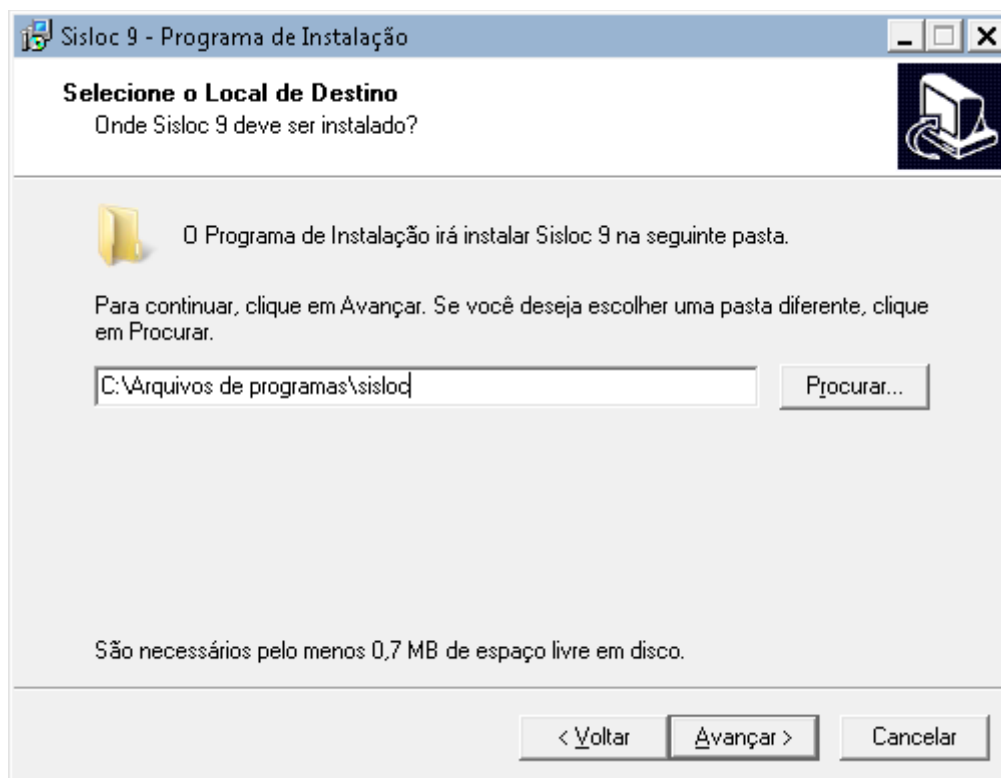 Sisloc 9 - Programa de Instalação
Selecione o Local de Destino
Onde Sisloc 9 deve ser instalado?
O Programa de Instalação irá instalar Sisloc 9 na seguinte pasta.
Para continuar, clique em Avançar. Se você deseja escolher uma pasta diferente, clique
em Procurar.
C:\Arquivos de programas\sisloc
Procurar...
São necessários pelo menos 0,7 MB de espaço livre em disco.
< Voltar
Avançar >
Cancelar